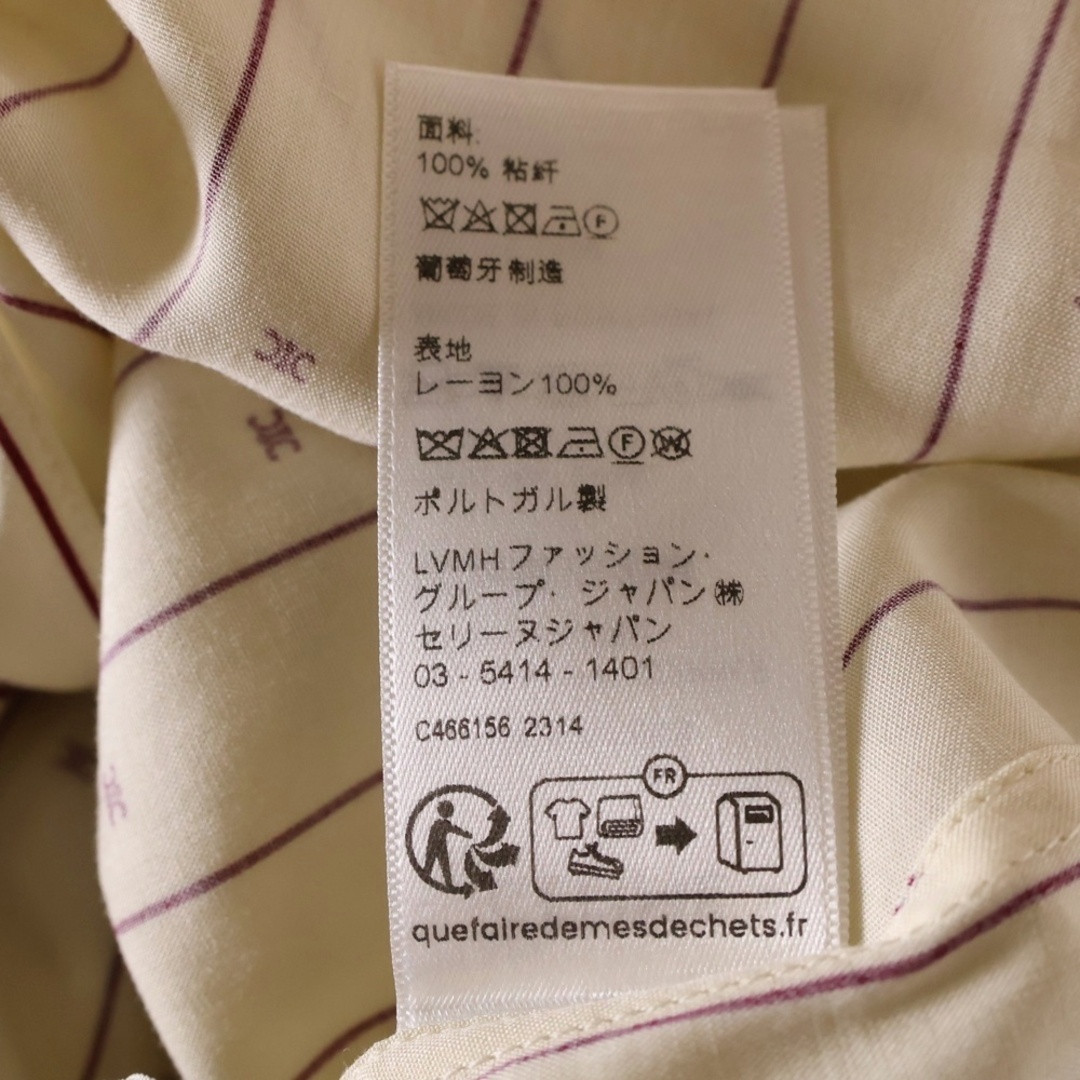 面料:
100% 粘纤
F
葡萄牙制造
表地
レーヨン100%
F W
ポルトガル製
LVMHファッション·
グループ· ジャパン㈱
セリーヌジャパン
03 - 5414 - 1401
C466156 2314
FR
quefairedemesdechets.fr